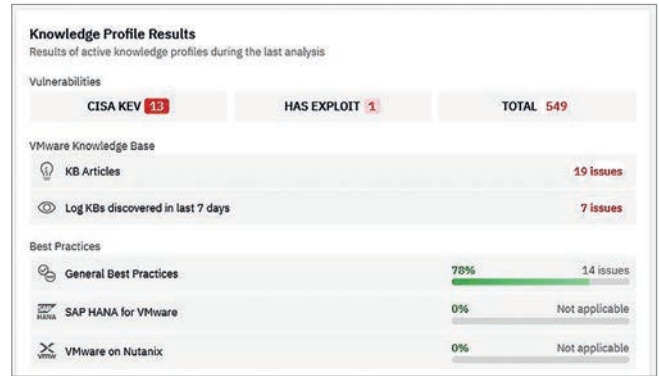 Knowledge Profile Results
Results of active knowledge profiles during the last analysis
Vulnerabilities
CISA KEV 13 HAS EXPLOIT 1 TOTAL 549
VMware Knowledge Base
KB Articles 19 issues
Log KBs discovered in last 7 days 7 issues
Best Practices
General Best Practices 78% 14 issues
SAP HANA SAP HANA for VMware 0% Not applicable
vmw VMware on Nutanix 0% Not applicable